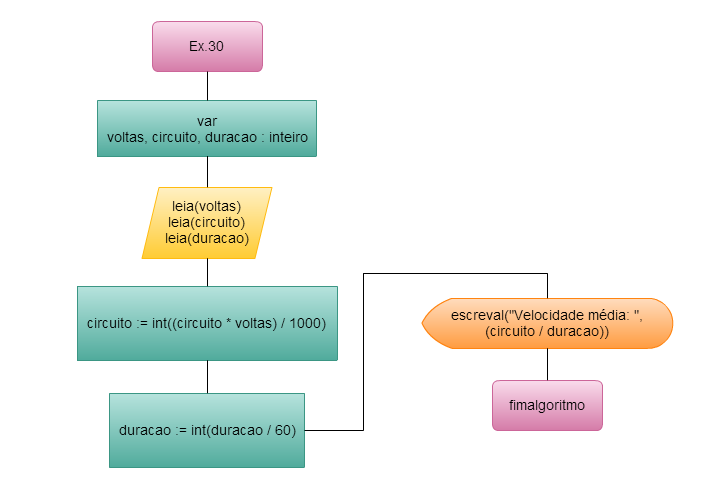 Ex.30
var
voltas, circuito, duracao : inteiro
leia(voltas)
leia(circuito)
leia(duracao)
circuito := int((circuito * voltas) / 1000)
duracao := int(duracao / 60)
escreval("Velocidade média: ",
(circuito / duracao))
fimalgoritmo